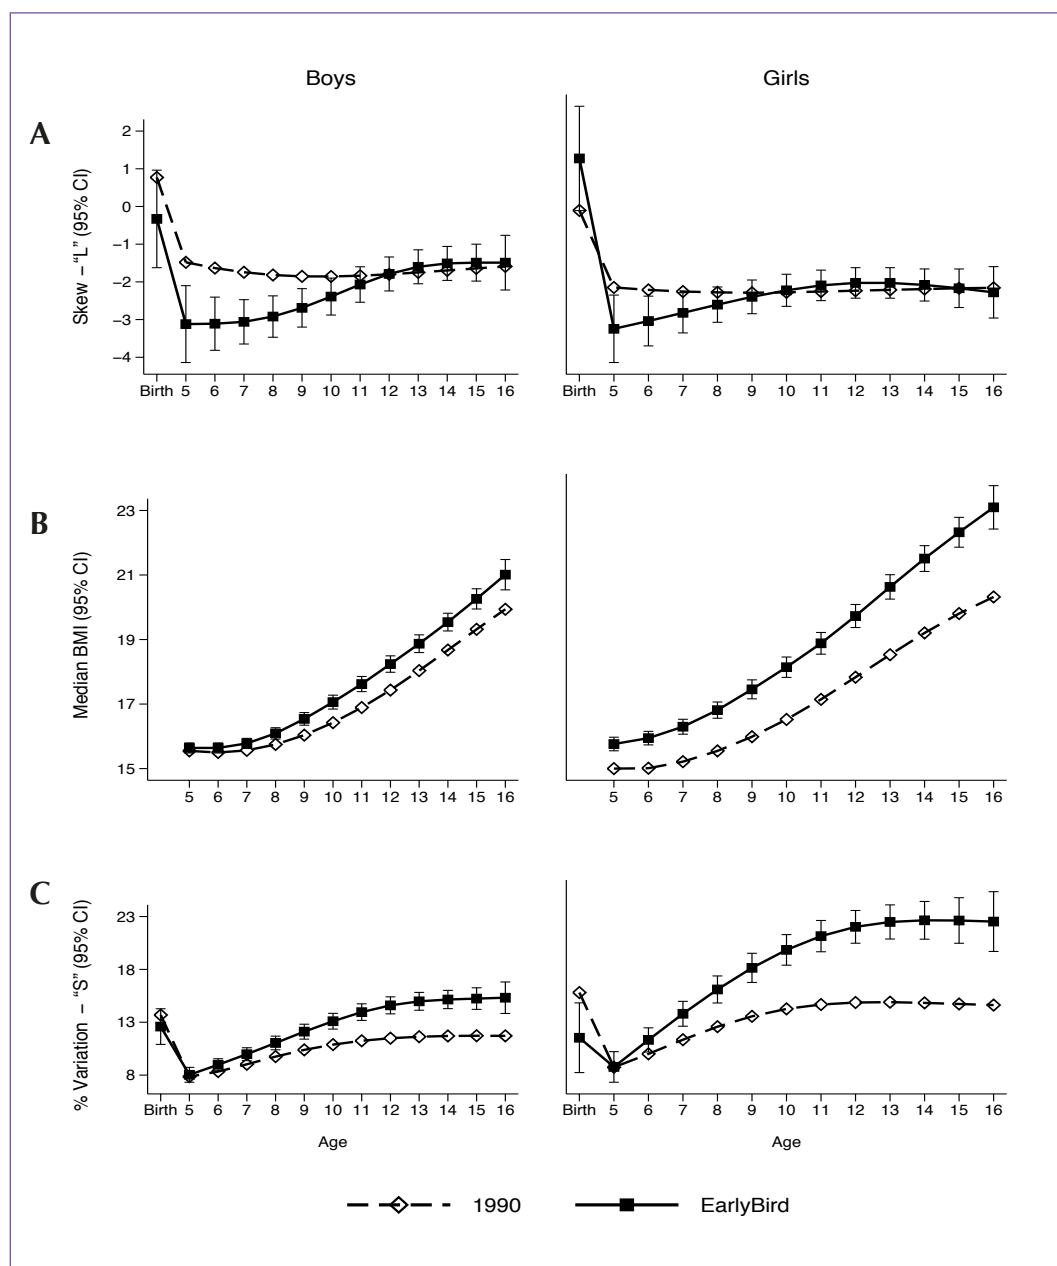 Boys Girls
A
Skew –“L” (95% CI)
2
1
0
−1
−2
−3
−4
Birth 5 6 7 8 9 10 11 12 13 14 15 16
Birth 5 6 7 8 9 10 11 12 13 14 15 16
B
Median BMI (95% CI)
23
21
19
17
15
5 6 7 8 9 10 11 12 13 14 15 16
5 6 7 8 9 10 11 12 13 14 15 16
C
% Variation – “S” (95% CI)
23
18
13
8
Birth 5 6 7 8 9 10 11 12 13 14 15 16
Birth 5 6 7 8 9 10 11 12 13 14 15 16
Age Age
1990 EarlyBird